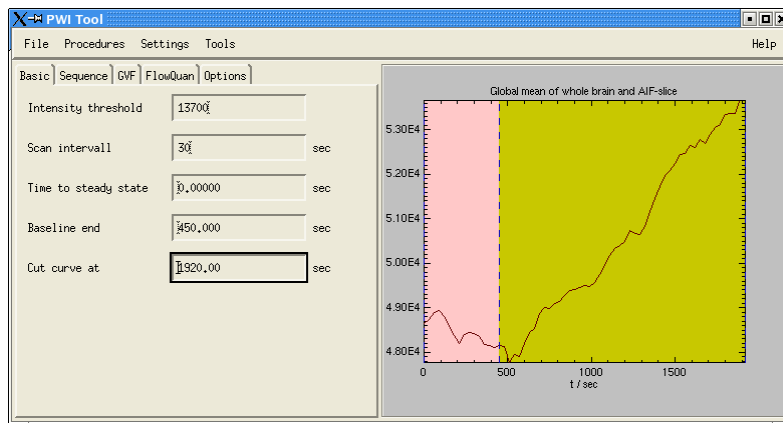 PWI Tool
File Procedures Settings Tools Help
Basic Sequence GVF FlowQuan Options
Intensity threshold 13700
Scan intervall 30 sec
Time to steady state 0.00000 sec
Baseline end 450.000 sec
Cut curve at 1920.00 sec
Global mean of whole brain and AIF-slice
5.30E4
5.20E4
5.10E4
5.00E4
4.90E4
4.80E4
0 500 1000 1500
t / sec